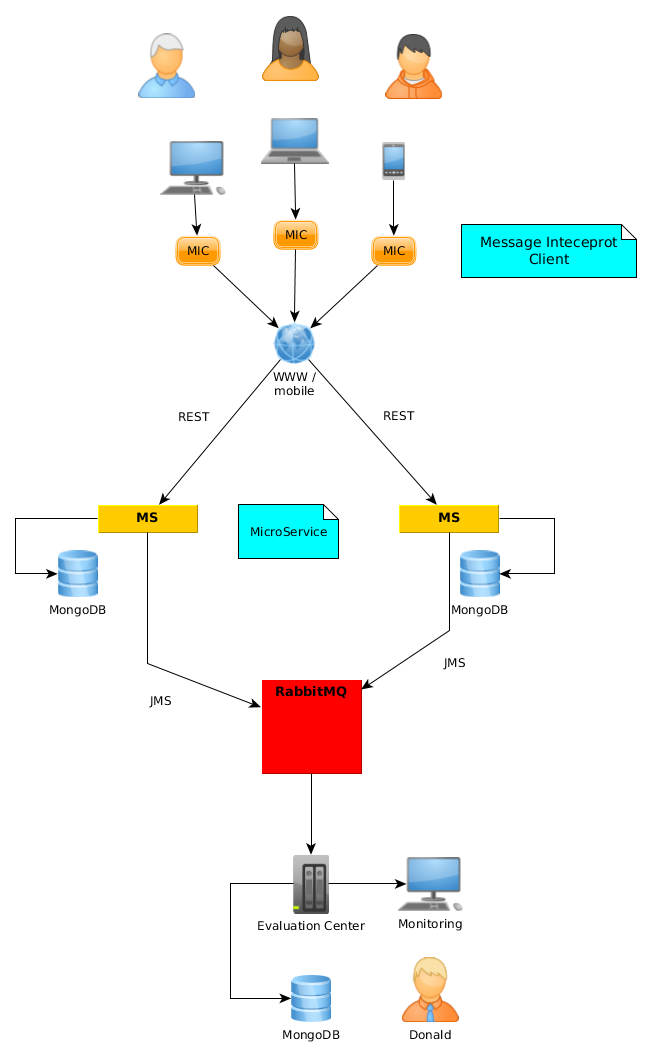 MIC
MIC
MIC
Message Inteceprot
Client
WWW /
mobile
REST
REST
MS
MicroService
MS
MongoDB
MongoDB
JMS
JMS
RabbitMQ
Evaluation Center
Monitoring
MongoDB
Donald